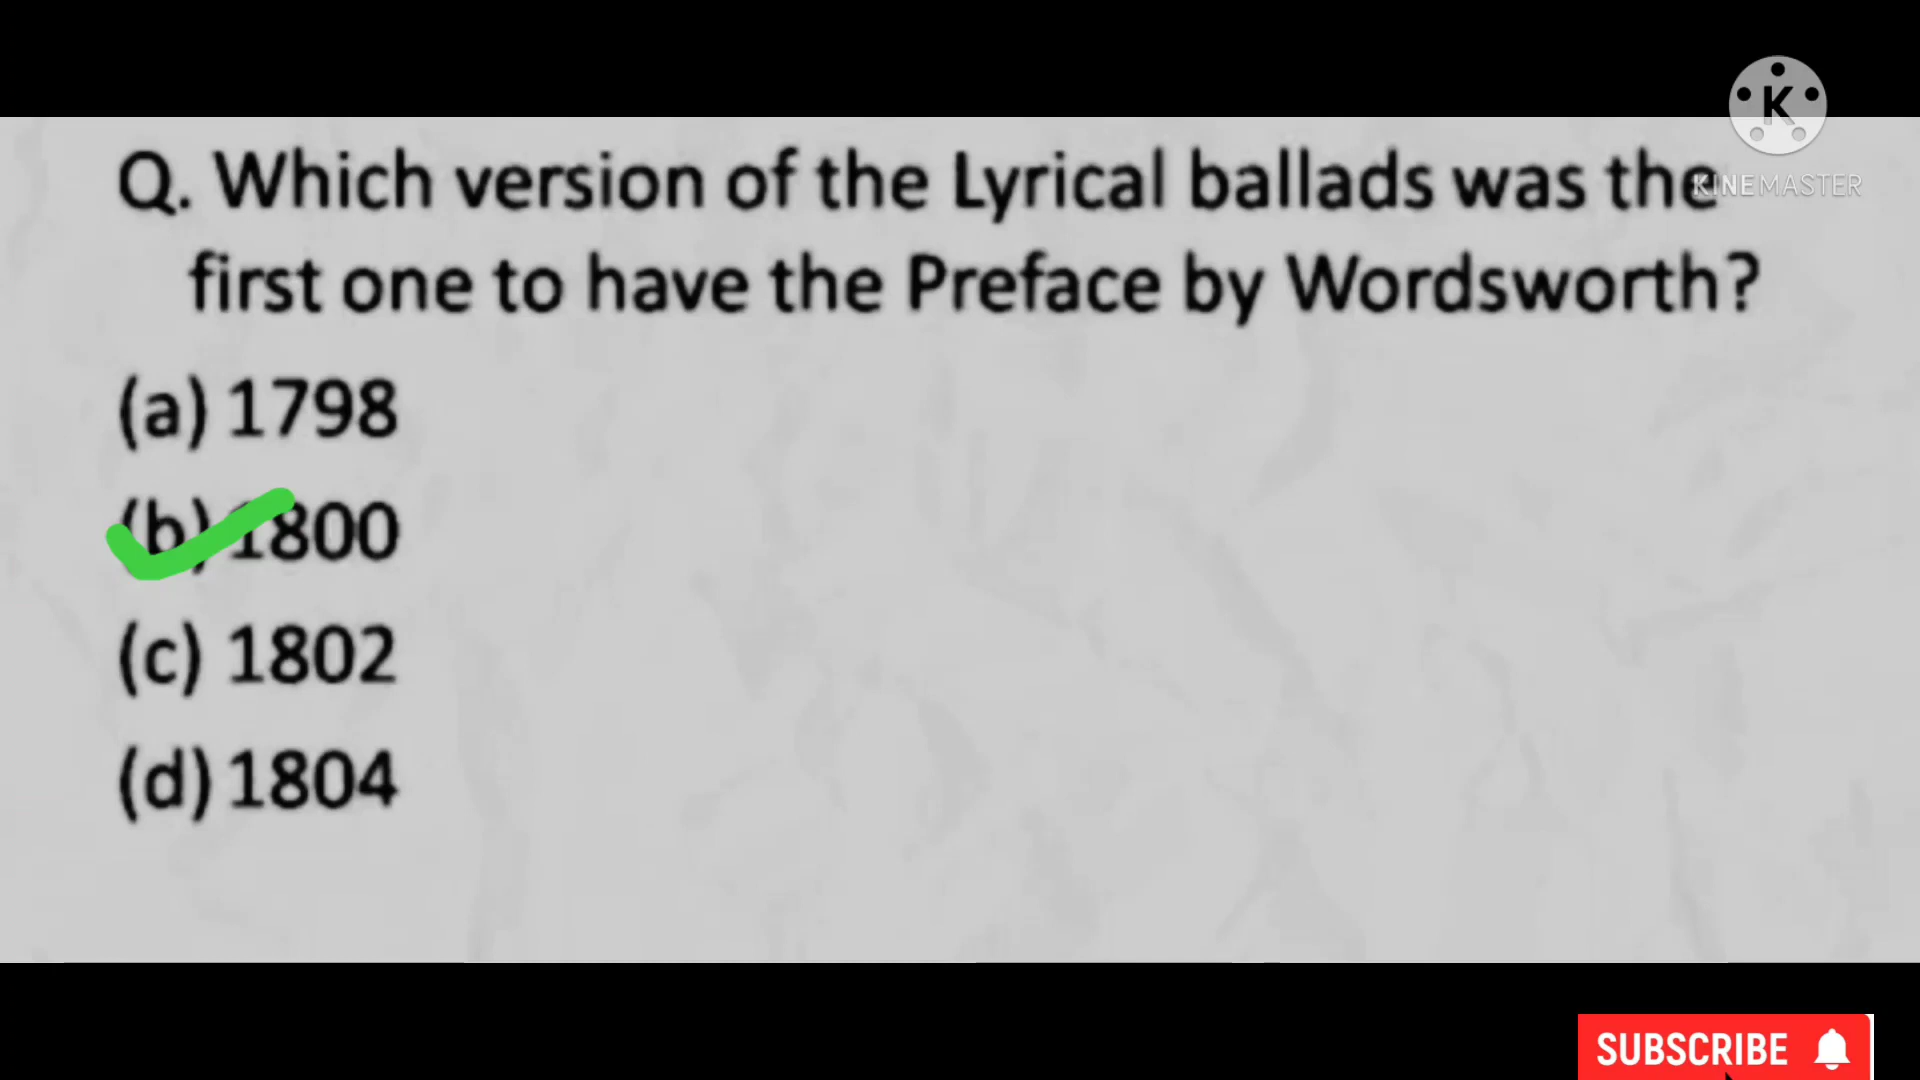 K
KINEMASTER
Q. Which version of the Lyrical ballads was the
first one to have the Preface by Wordsworth?
(a) 1798
(b) 1800
(c) 1802
(d) 1804
SUBSCRIBE